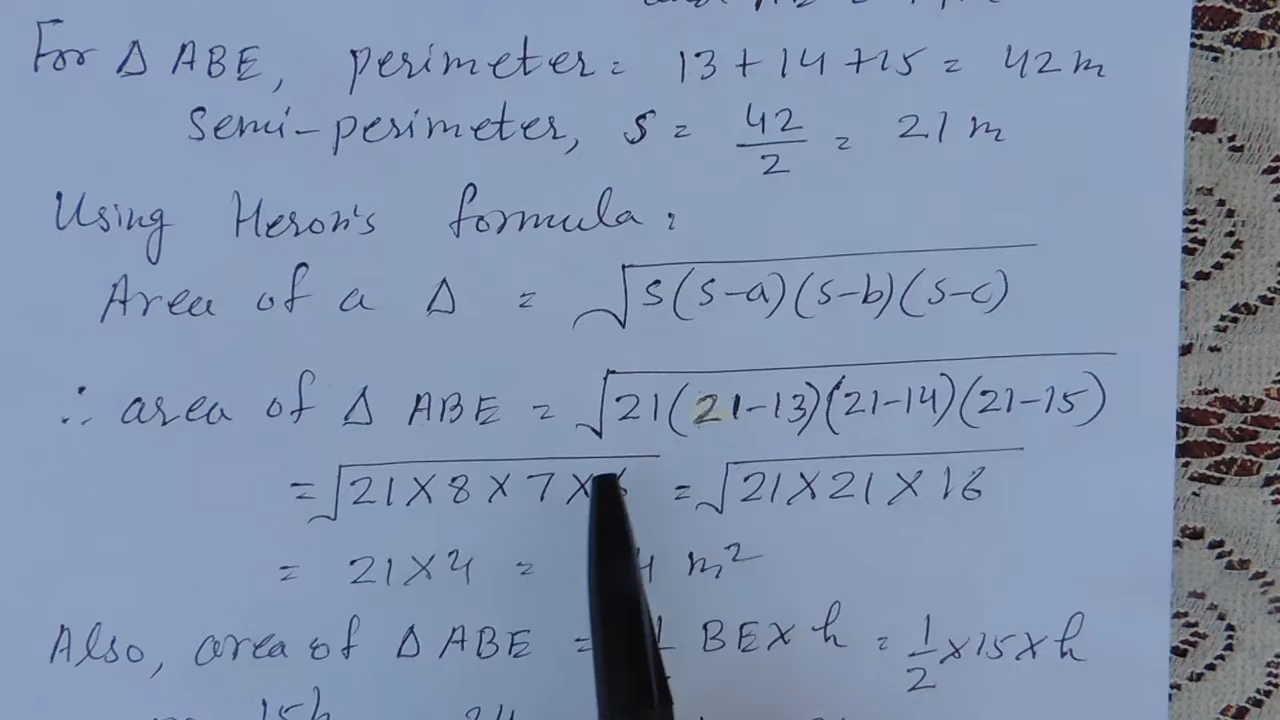 For Δ ABE, perimeter = 13 + 14 + 15 = 42 m
Semi-perimeter, s = 42/2 = 21 m
Using Heron's formula:
Area of a Δ = √s(s-a)(s-b)(s-c)
∴ area of Δ ABE = √21(21-13)(21-14)(21-15)
= √21 × 8 × 7 × = √21 × 21 × 16
= 21 × 4 = 4 m²
Also, area of Δ ABE = BE × h = 1/2 × 15 × h
15h